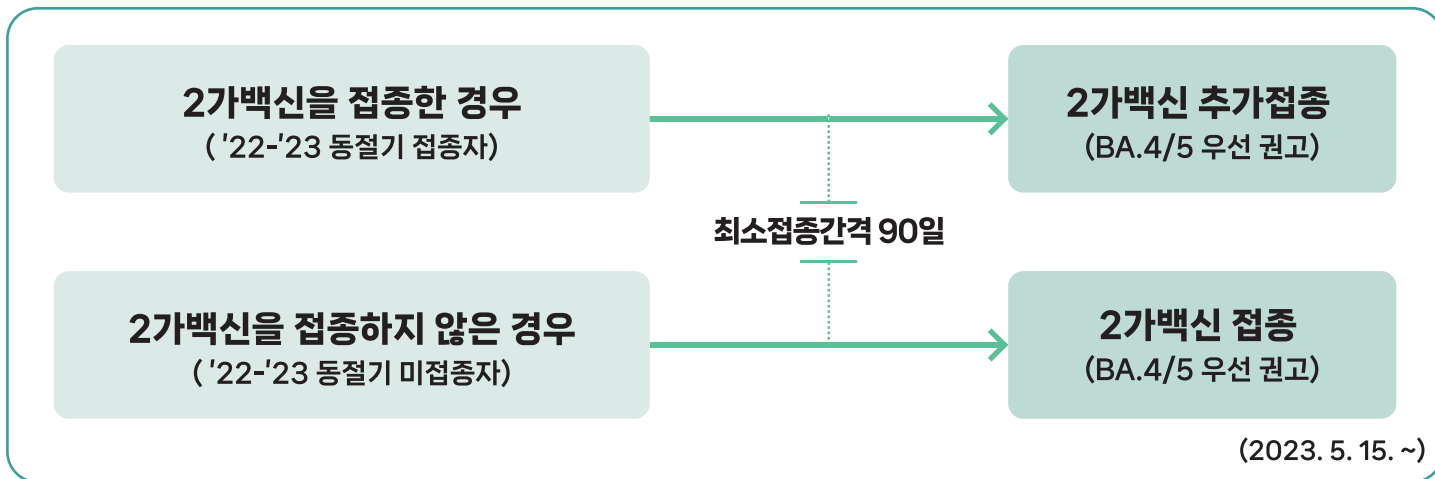 2가백신을 접종한 경우
( '22-'23 동절기 접종자)
2가백신 추가접종
(BA.4/5 우선 권고)
최소접종간격 90일
2가백신을 접종하지 않은 경우
( '22-'23 동절기 미접종자)
2가백신 접종
(BA.4/5 우선 권고)
(2023. 5. 15. ~)